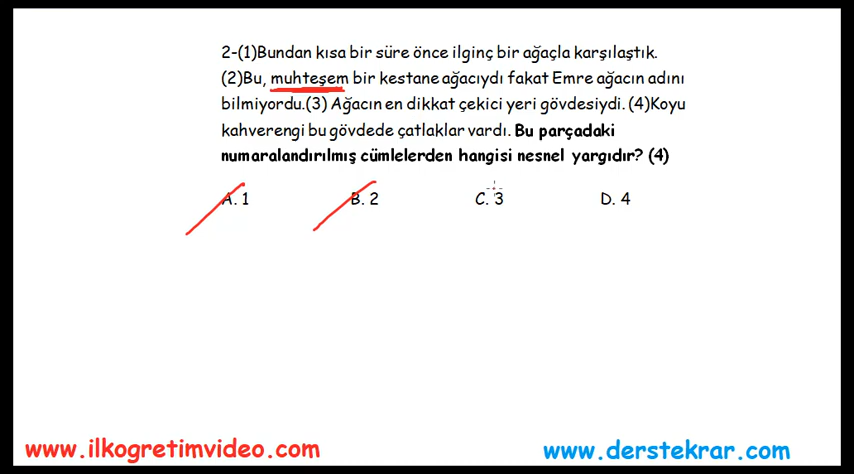 2-(1)Bundan kısa bir süre önce ilginç bir ağaçla karşılaştık.
(2)Bu, muhteşem bir kestane ağacıydı fakat Emre ağacın adını
bilmiyordu.(3) Ağacın en dikkat çekici yeri gövdesiydi. (4)Koyu
kahverengi bu gövdede çatlaklar vardı. Bu parçadaki
numaralandırılmış cümlelerden hangisi nesnel yargıdır? (4)
A. 1 B. 2 C. 3 D. 4
www.ilkogretimvideo.com
www.derstekrar.com